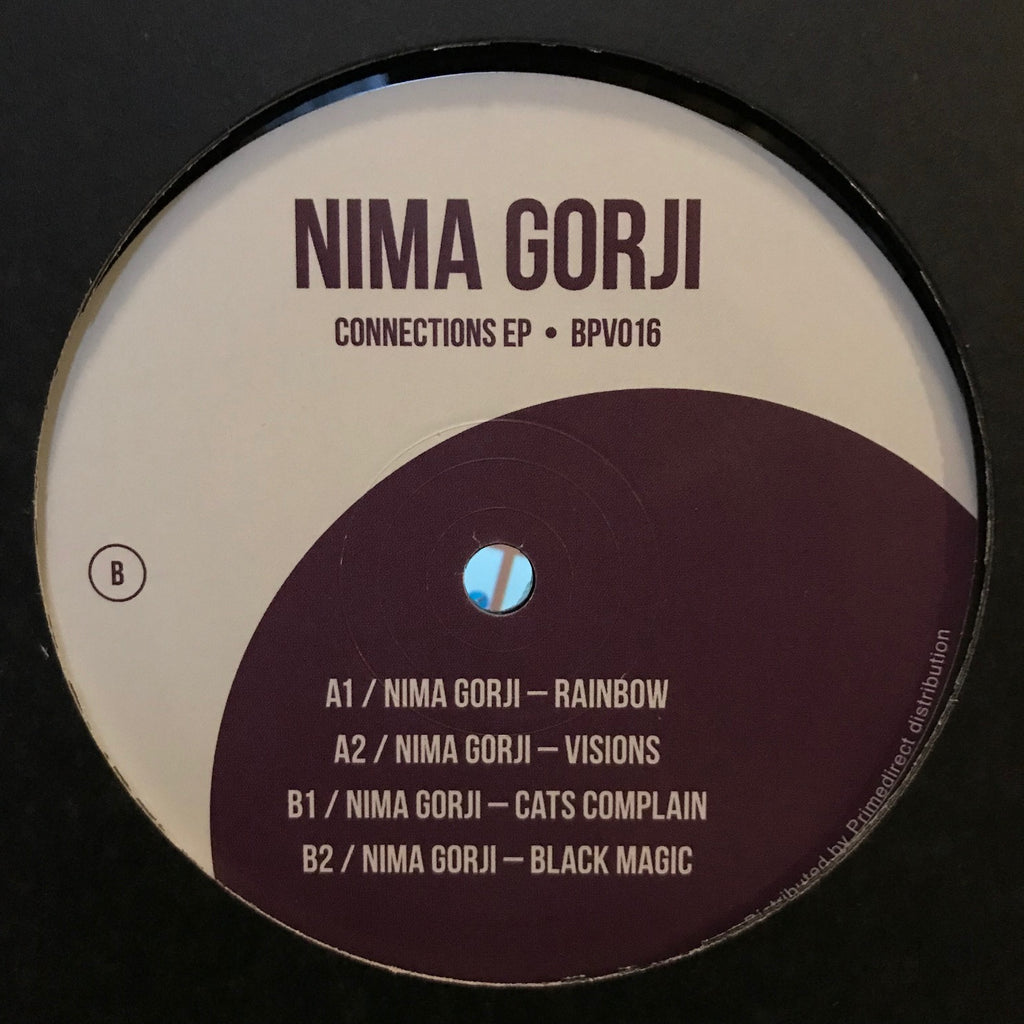 NIMA GORJI
CONNECTIONS EP • BPV016
B
A1 / NIMA GORJI – RAINBOW
A2 / NIMA GORJI – VISIONS
B1 / NIMA GORJI – CATS COMPLAIN
B2 / NIMA GORJI – BLACK MAGIC
Distributed by Primedirect distribution